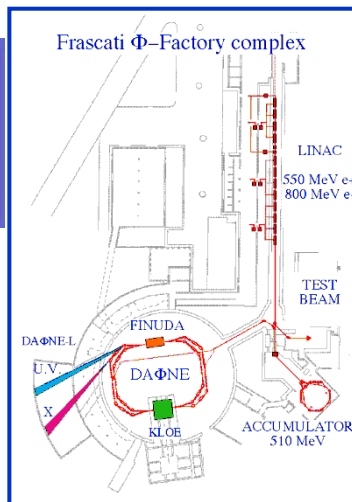 Frascati Φ–Factory complex
LINAC
550 MeV e+
800 MeV e-
TEST
BEAM
FINUDA
DAΦNE-L
U.V.
DAΦNE
X
KLOE
ACCUMULATOR
510 MeV